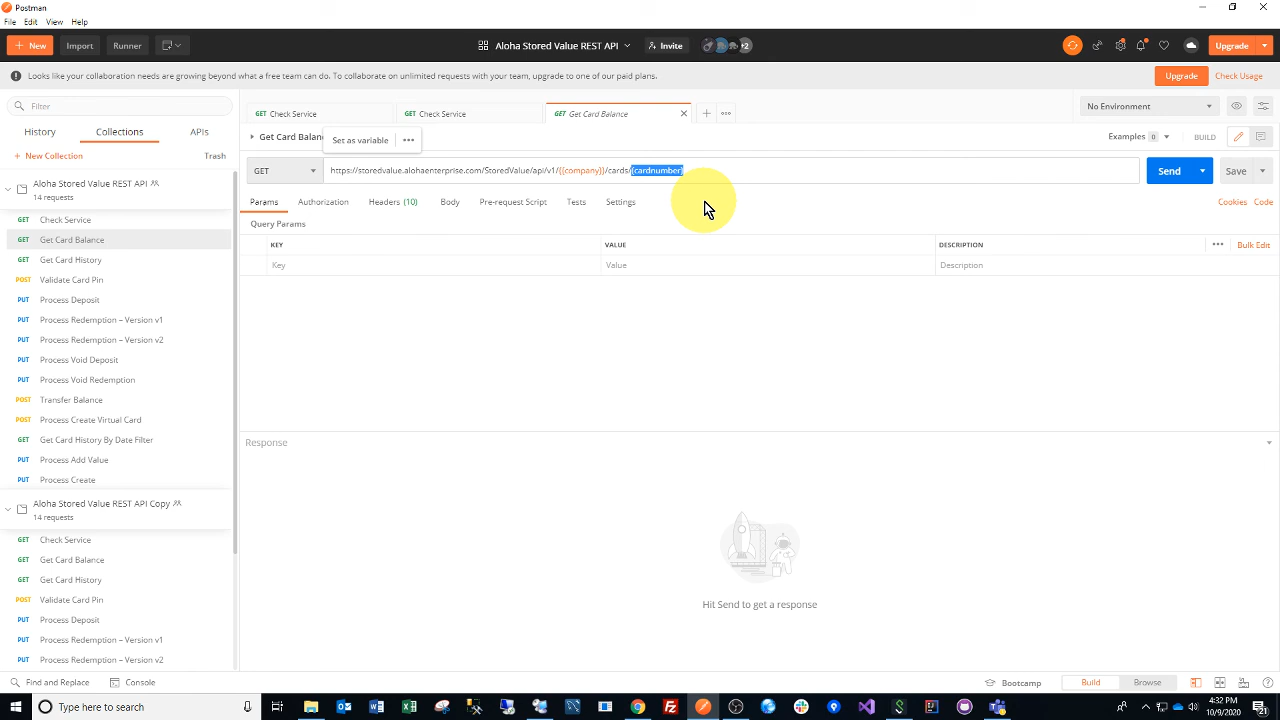 Postman
File Edit View Help
New Import Runner Aloha Stored Value REST API Invite +2 Upgrade
Looks like your collaboration needs are growing beyond what a free team can do. To collaborate on unlimited requests with your team, upgrade to one of our paid plans. Upgrade Check Usage
Filter
GET Check Service GET Check Service GET Get Card Balance No Environment
History Collections APIs
Get Card Balanc Set as variable Examples 0 BUILD
+ New Collection Trash
GET https://storedvalue.alohaenterprise.com/StoredValue/api/v1/{{company}}/cards/{cardnumber} Send Save
Aloha Stored Value REST API
14 requests
Params Authorization Headers (10) Body Pre-request Script Tests Settings Cookies Code
GET Check Service
Query Params
GET Get Card Balance
KEY VALUE DESCRIPTION Bulk Edit
GET Get Card History
Key Value Description
POST Validate Card Pin
PUT Process Deposit
PUT Process Redemption – Version v1
PUT Process Redemption – Version v2
PUT Process Void Deposit
PUT Process Void Redemption
POST Transfer Balance
POST Process Create Virtual Card
GET Get Card History By Date Filter
Response
PUT Process Add Value
PUT Process Create
Aloha Stored Value REST API Copy
14 requests
GET Check Service
GET Get Card Balance
GET Get Card History
POST Validate Card Pin
Hit Send to get a response
PUT Process Deposit
PUT Process Redemption – Version v1
PUT Process Redemption – Version v2
Find and Replace Console Bootcamp Build Browse
Type here to search
4:32 PM
10/9/2020